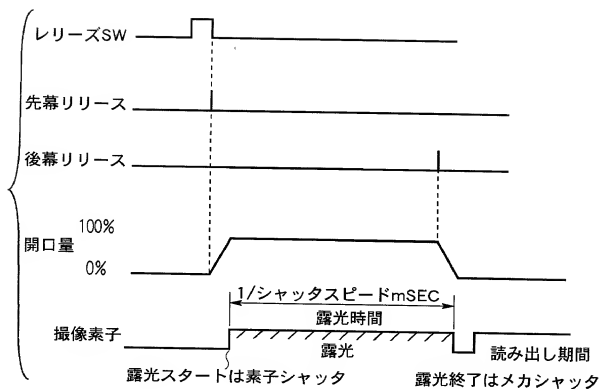 レリーズSW
先幕リリース
後幕リリース
開口量
100%
0%
1/シャッタスピードmSEC
露光時間
撮像素子
露光
読み出し期間
露光スタートは素子シャッタ
露光終了はメカシャッタ